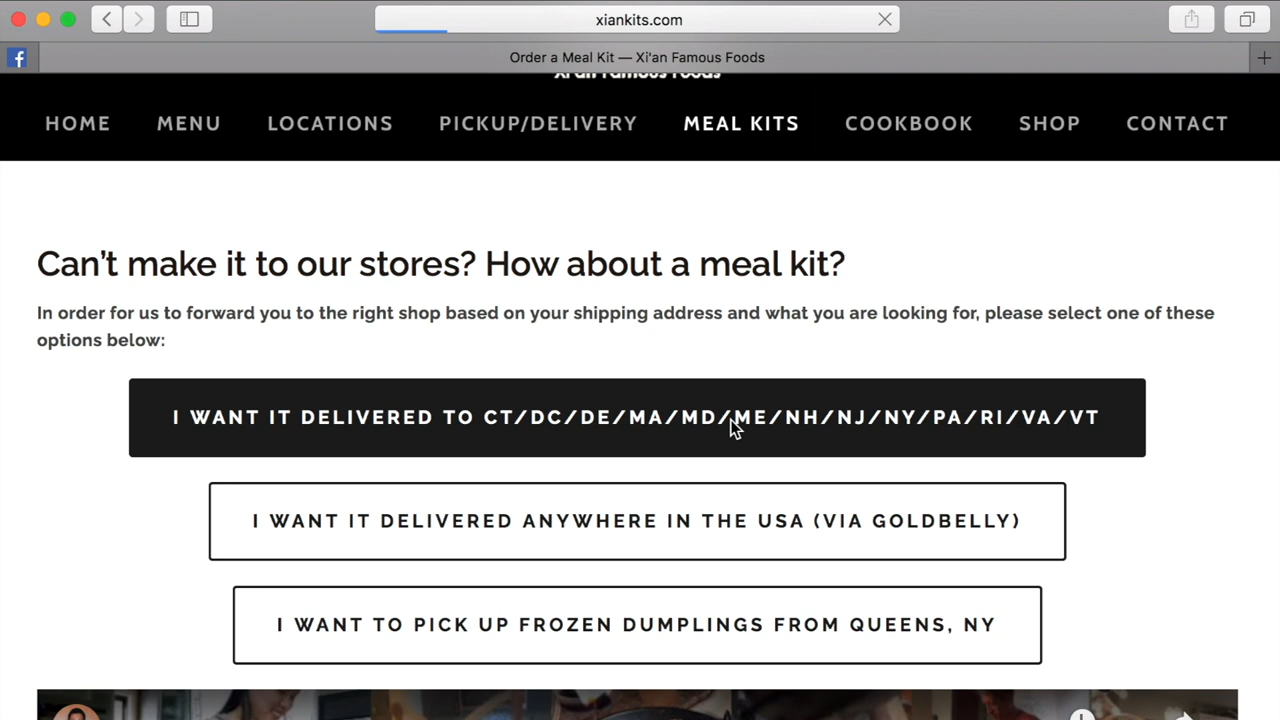 xiankits.com
Order a Meal Kit — Xi'an Famous Foods
Xi'an Famous Foods
HOME MENU LOCATIONS PICKUP/DELIVERY MEAL KITS COOKBOOK SHOP CONTACT
Can’t make it to our stores? How about a meal kit?
In order for us to forward you to the right shop based on your shipping address and what you are looking for, please select one of these
options below:
I WANT IT DELIVERED TO CT/DC/DE/MA/MD/ME/NH/NJ/NY/PA/RI/VA/VT
I WANT IT DELIVERED ANYWHERE IN THE USA (VIA GOLDBELLY)
I WANT TO PICK UP FROZEN DUMPLINGS FROM QUEENS, NY